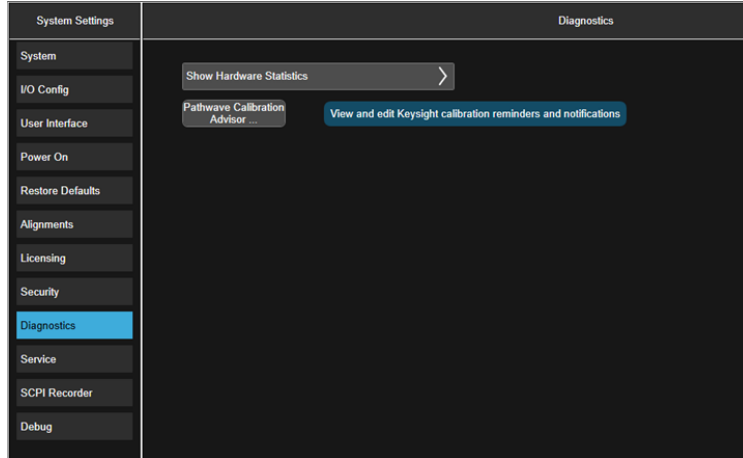 System Settings
Diagnostics
System
I/O Config
User Interface
Power On
Restore Defaults
Alignments
Licensing
Security
Diagnostics
Service
SCPI Recorder
Debug
Show Hardware Statistics
Pathwave Calibration
Advisor ...
View and edit Keysight calibration reminders and notifications